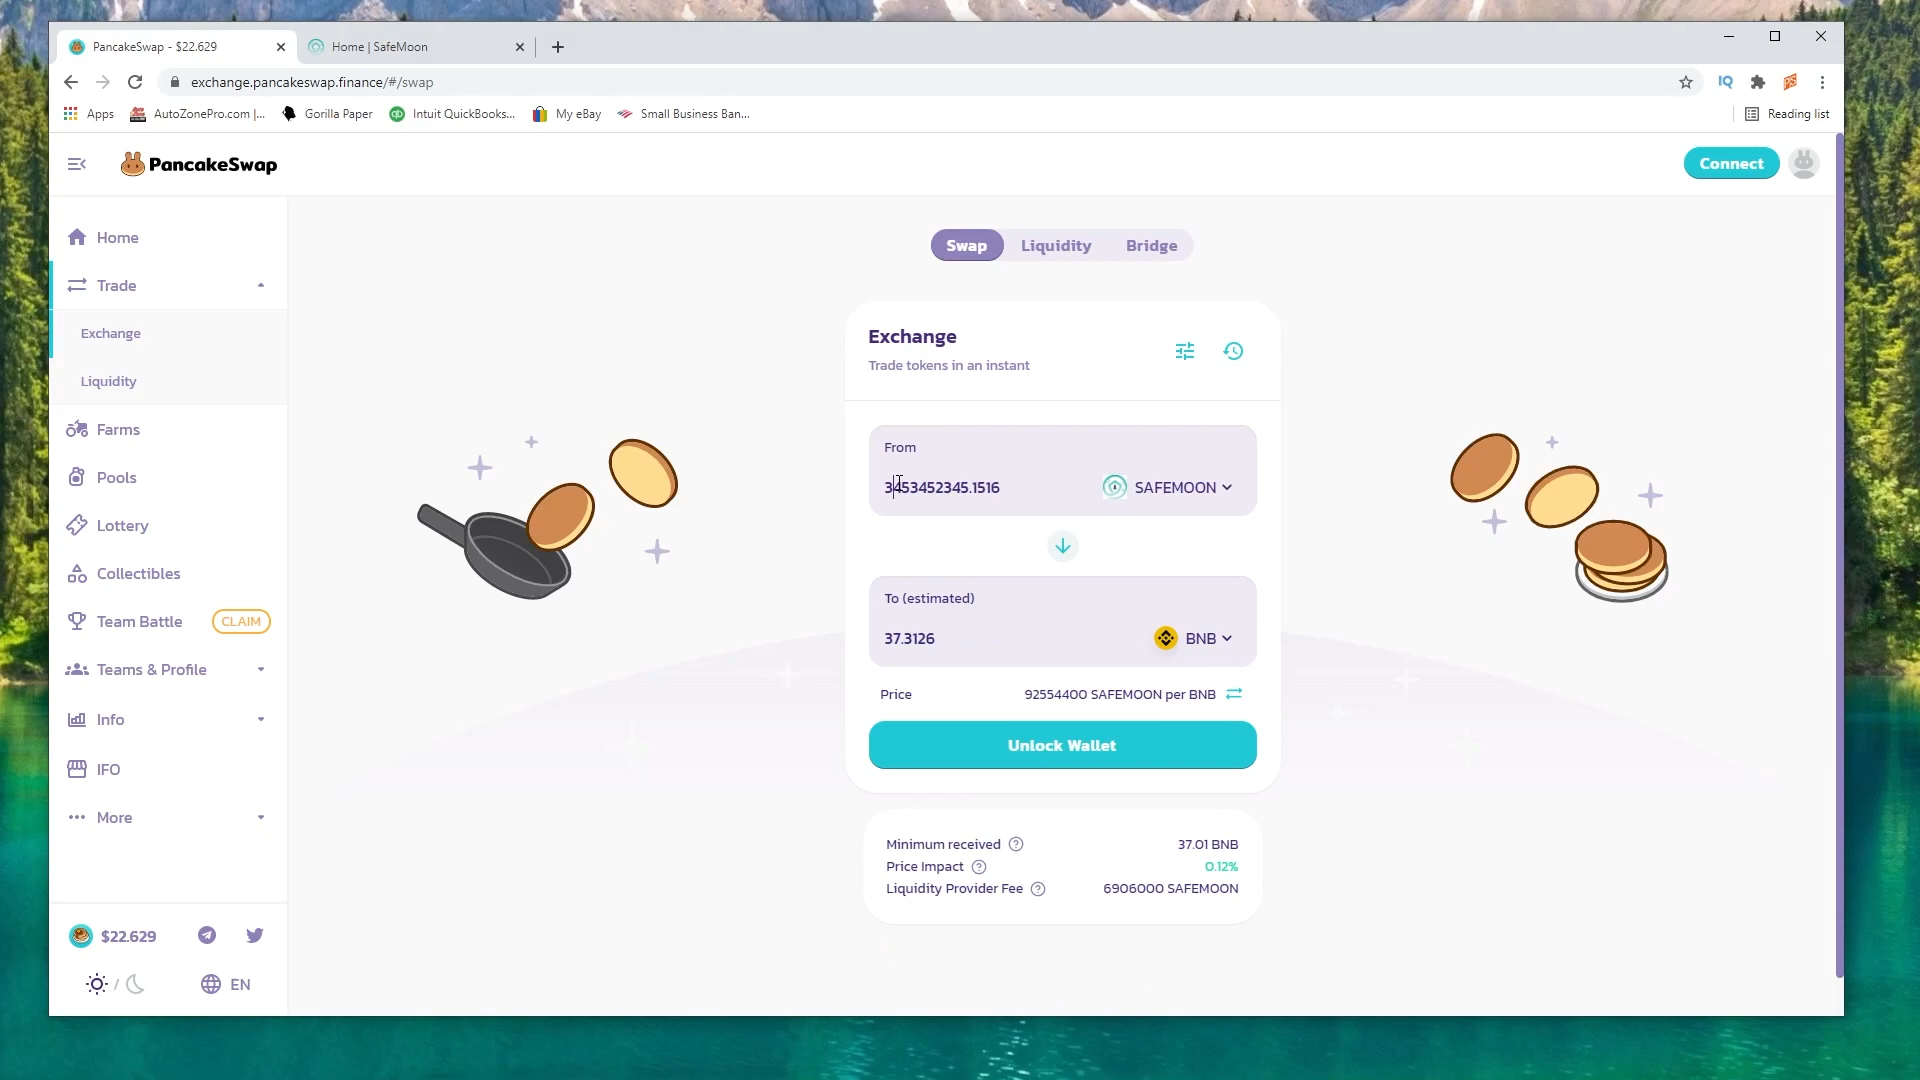 PancakeSwap - $22.629
Home | SafeMoon
exchange.pancakeswap.finance/#/swap
IQ
Apps
AutoZonePro.com |...
Gorilla Paper
Intuit QuickBooks...
My eBay
Small Business Ban...
Reading list
PancakeSwap
Connect
Home
Trade
Exchange
Liquidity
Farms
Pools
Lottery
Collectibles
Team Battle
CLAIM
Teams & Profile
Info
IFO
More
$22.629
/
EN
Swap
Liquidity
Bridge
Exchange
Trade tokens in an instant
From
3453452345.1516
SAFEMOON
To (estimated)
37.3126
BNB
Price
92554400 SAFEMOON per BNB
Unlock Wallet
Minimum received
37.01 BNB
Price Impact
0.12%
Liquidity Provider Fee
6906000 SAFEMOON